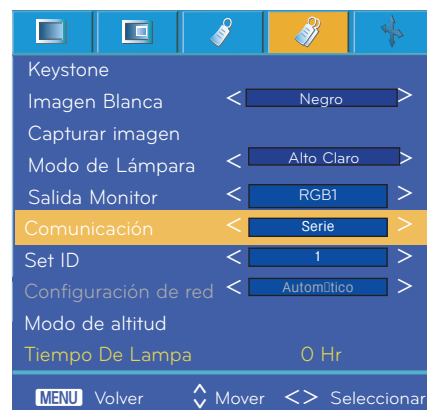 Keystone
Imagen Blanca < Negro >
Capturar imagen
Modo de Lámpara < Alto Claro >
Salida Monitor < RGB1 >
Comunicación < Serie >
Set ID < 1 >
Configuración de red < Autom▯tico >
Modo de altitud
Tiempo De Lampa 0 Hr
MENU Volver Mover <> Seleccionar